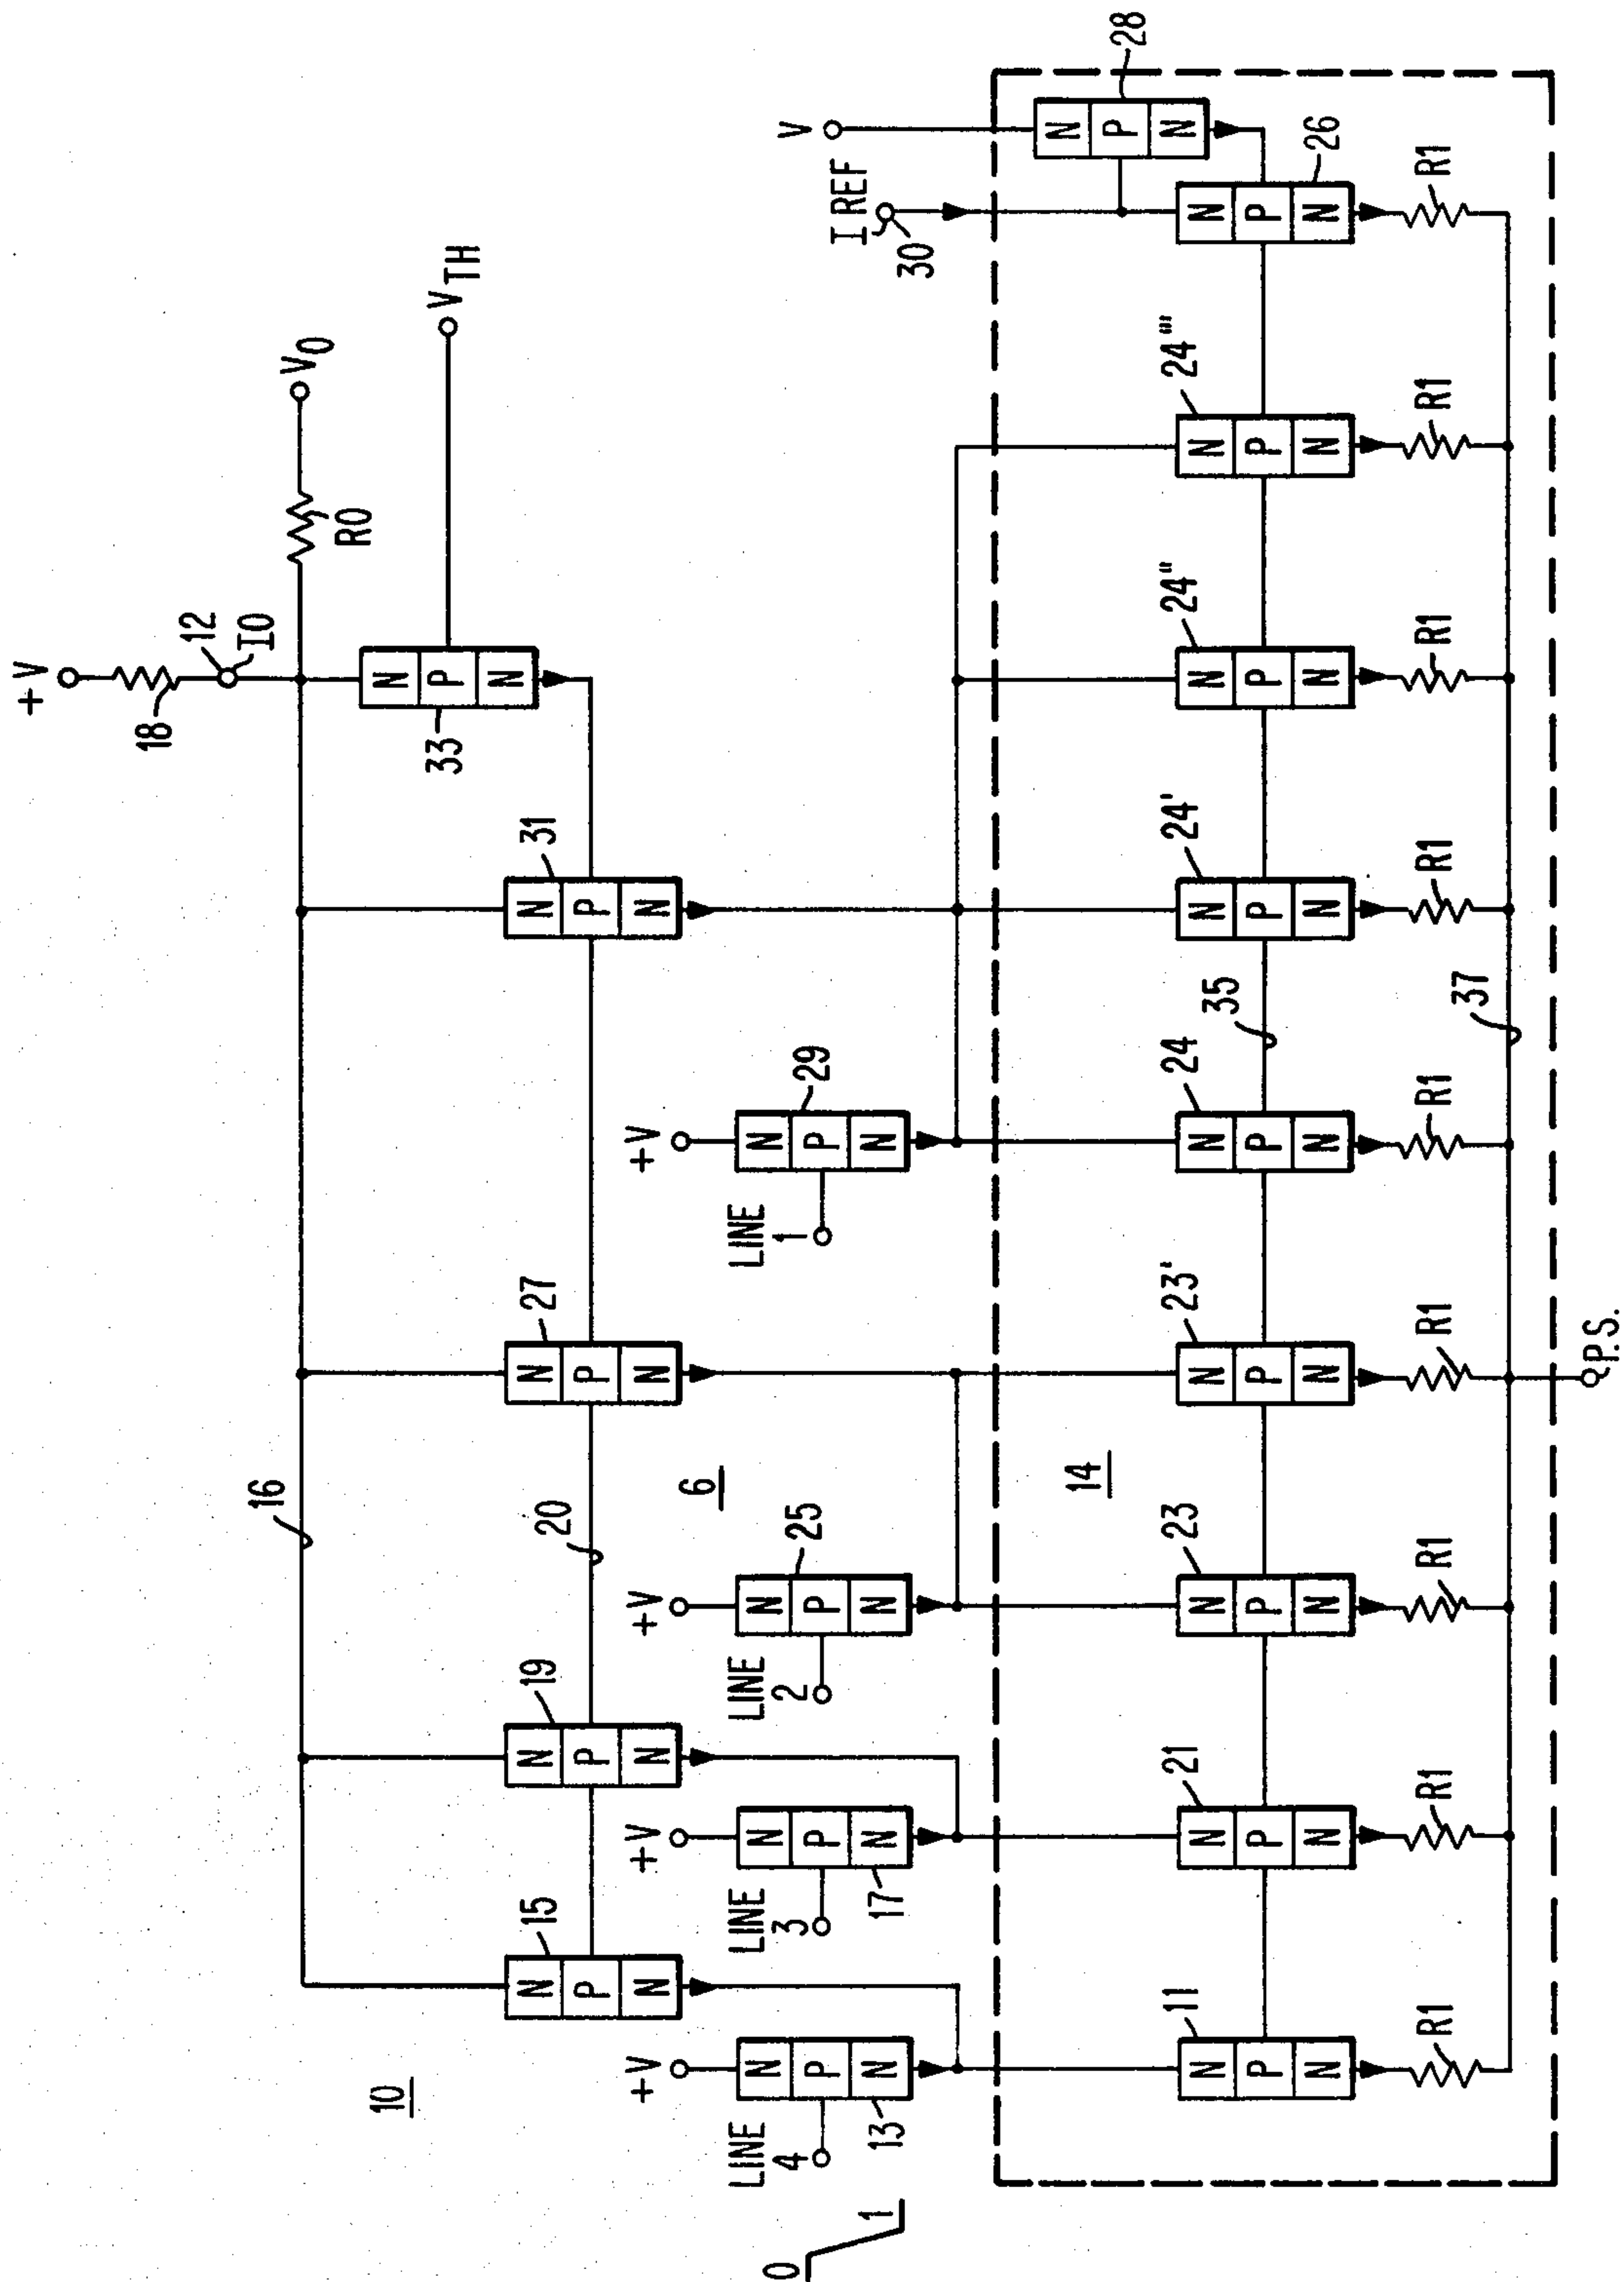 +V
18
12
IO
VO
RO
16
N P N
33
VTH
15
N P N
19
N P N
20
27
N P N
31
N P N
10
6
LINE 4
+V
N P N
13
LINE 3
+V
N P N
17
LINE 2
+V
N P N
25
LINE 1
+V
N P N
29
I REF
30
V
N P N
28
0
1
14
11
N P N
21
N P N
23
N P N
23'
N P N
24
N P N
35
24'
N P N
24"
N P N
24"'
N P N
26
N P N
R1
R1
R1
R1
R1
R1
R1
R1
R1
37
P.S.